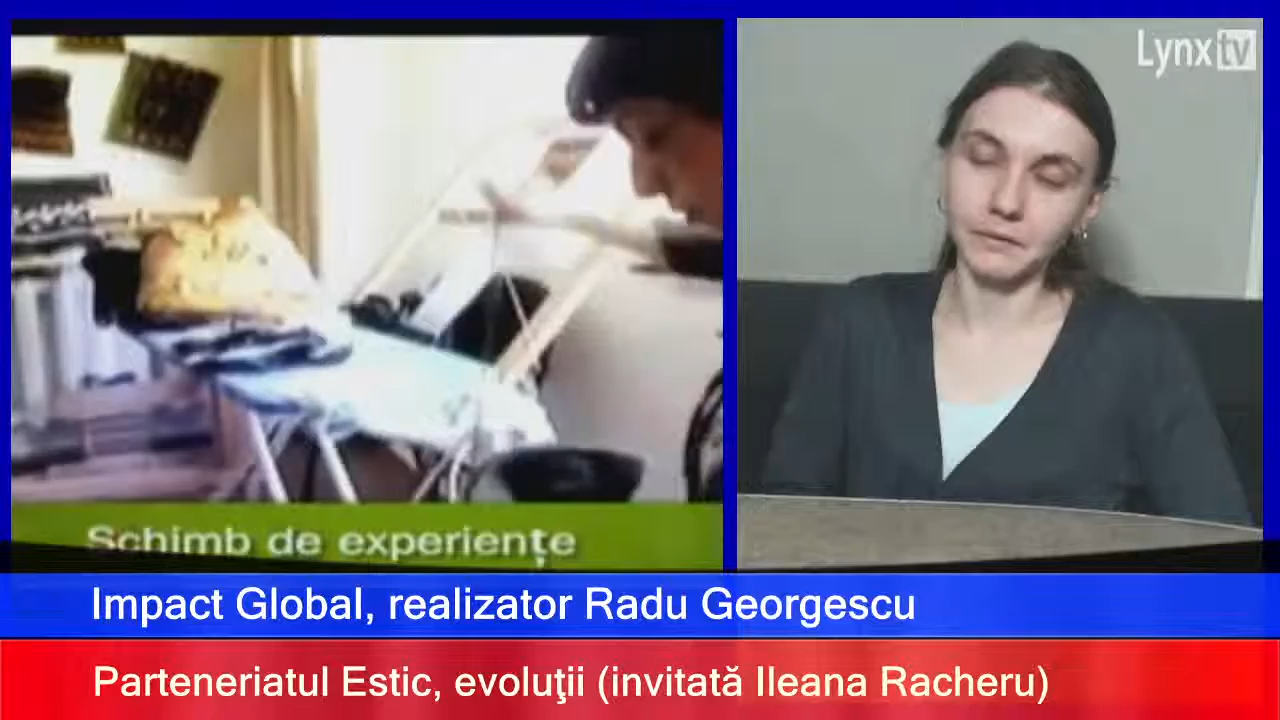 Lynx tv
Schimb de experiențe
Impact Global, realizator Radu Georgescu
Parteneriatul Estic, evoluţii (invitată Ileana Racheru)